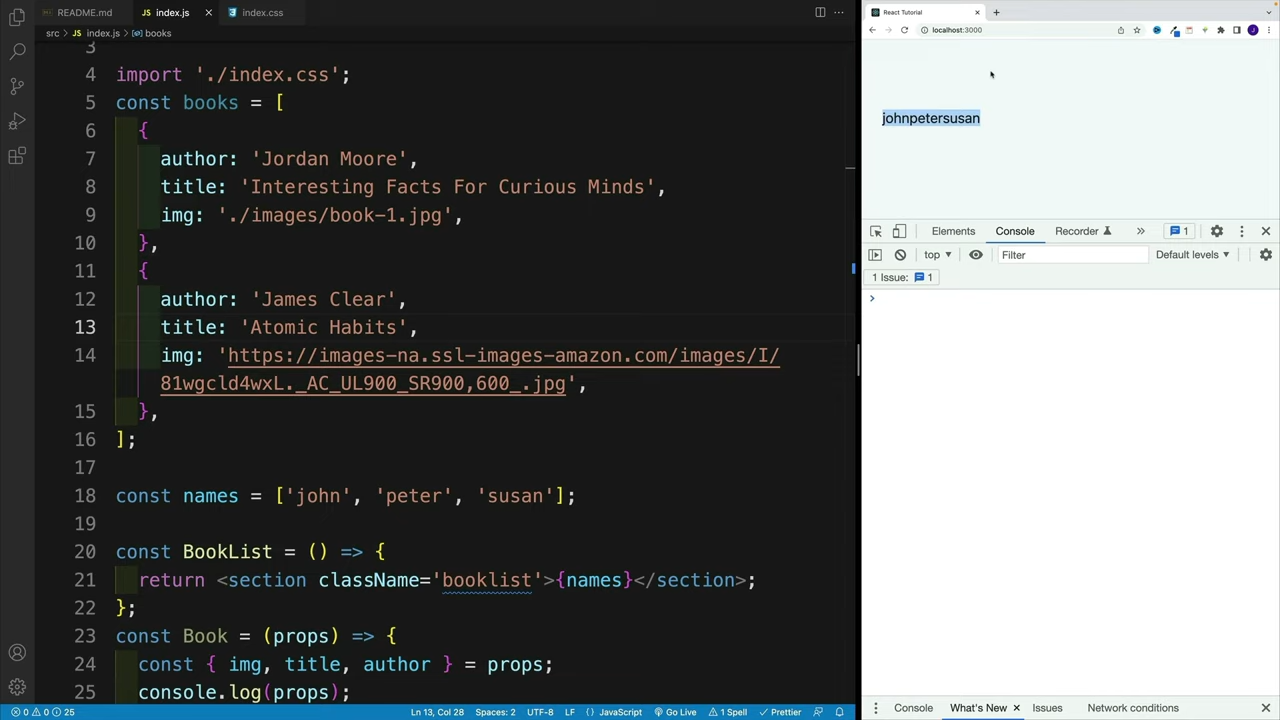 README.md
index.js
index.css
src > index.js > books
3
4 import './index.css';
5 const books = [
6 {
7 author: 'Jordan Moore',
8 title: 'Interesting Facts For Curious Minds',
9 img: './images/book-1.jpg',
10 },
11 {
12 author: 'James Clear',
13 title: 'Atomic Habits',
14 img: 'https://images-na.ssl-images-amazon.com/images/I/
81wgcld4wxL._AC_UL900_SR900,600_.jpg',
15 },
16 ];
17
18 const names = ['john', 'peter', 'susan'];
19
20 const BookList = () => {
21 return <section className='booklist'>{names}</section>;
22 };
23 const Book = (props) => {
24 const { img, title, author } = props;
25 console.log(props);
0 0 25
Ln 13, Col 28
Spaces: 2
UTF-8
LF
{} JavaScript
Go Live
1 Spell
Prettier
React Tutorial
localhost:3000
J
johnpetersusan
Elements
Console
Recorder
1
top
Filter
Default levels
1 Issue: 1
Console
What's New
Issues
Network conditions